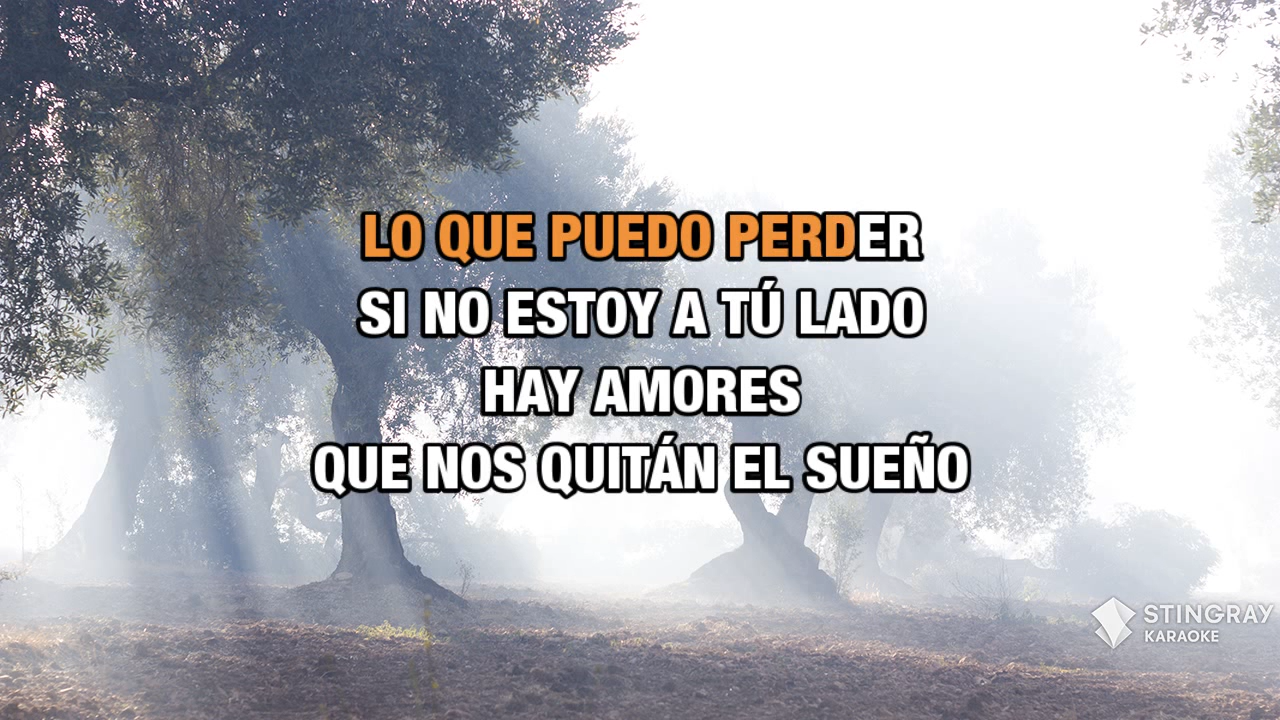 LO QUE PUEDO PERDER
SI NO ESTOY A TÚ LADO
HAY AMORES
QUE NOS QUITÁN EL SUEÑO
STINGRAY
KARAOKE